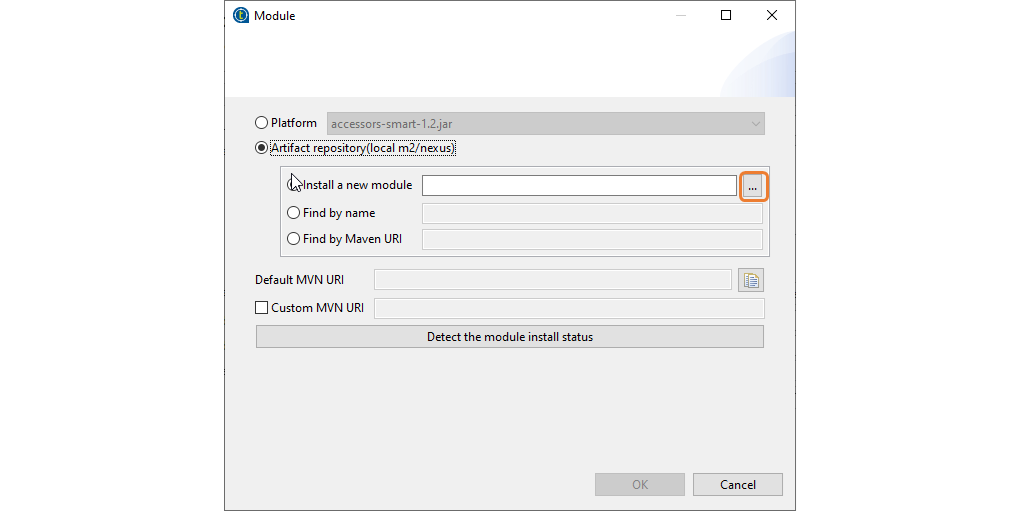 Module
Platform accessors-smart-1.2.jar
Artifact repository(local m2/nexus)
Install a new module ...
Find by name
Find by Maven URI
Default MVN URI
Custom MVN URI
Detect the module install status
OK Cancel